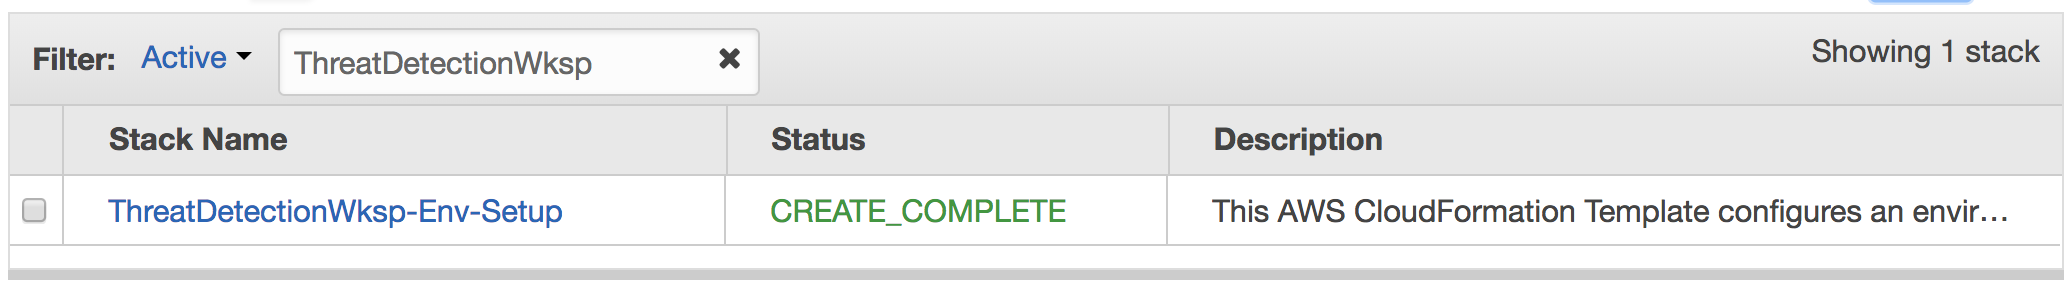 Filter: Active ThreatDetectionWksp Showing 1 stack
Stack Name Status Description
ThreatDetectionWksp-Env-Setup CREATE_COMPLETE This AWS CloudFormation Template configures an envir...